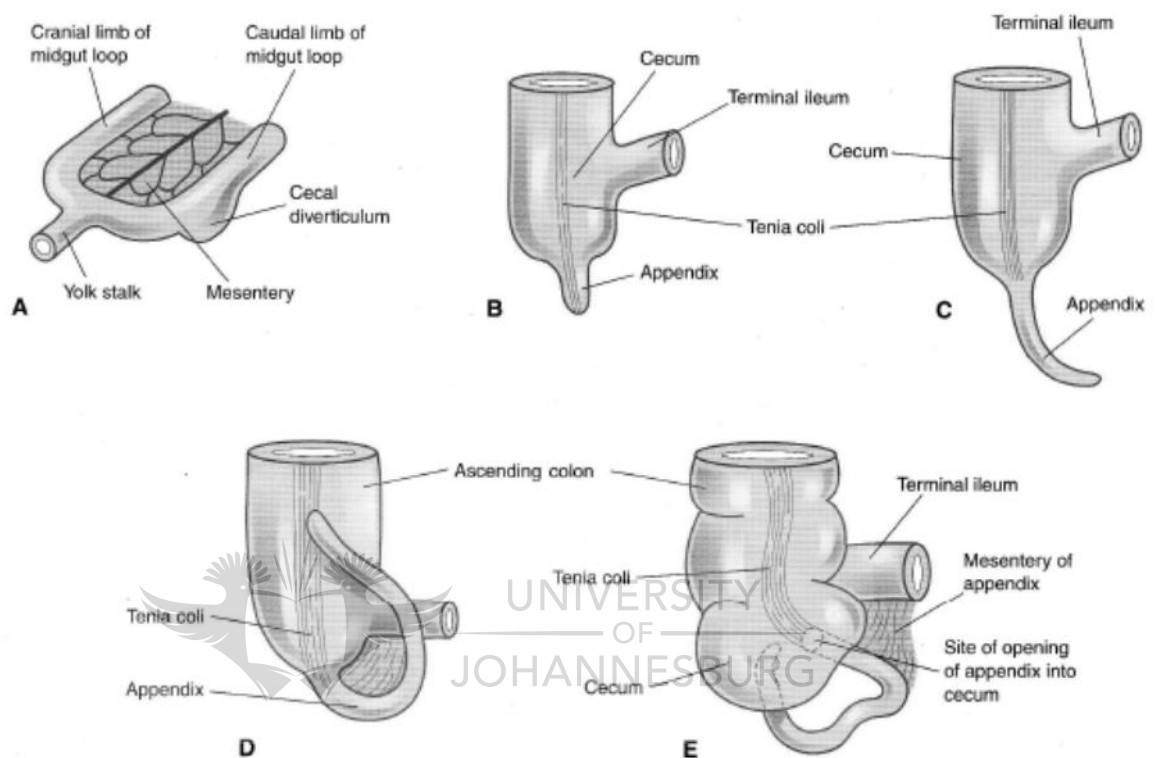 Cranial limb of
midgut loop
Caudal limb of
midgut loop
Cecal
diverticulum
Yolk stalk
Mesentery
A
Cecum
Terminal ileum
Tenia coli
Appendix
B
Terminal ileum
Cecum
Appendix
C
Ascending colon
Tenia coli
Appendix
D
Terminal ileum
Mesentery of
appendix
Tenia coli
Site of opening
of appendix into
cecum
Cecum
E
UNIVERSITY
OF
JOHANNESBURG